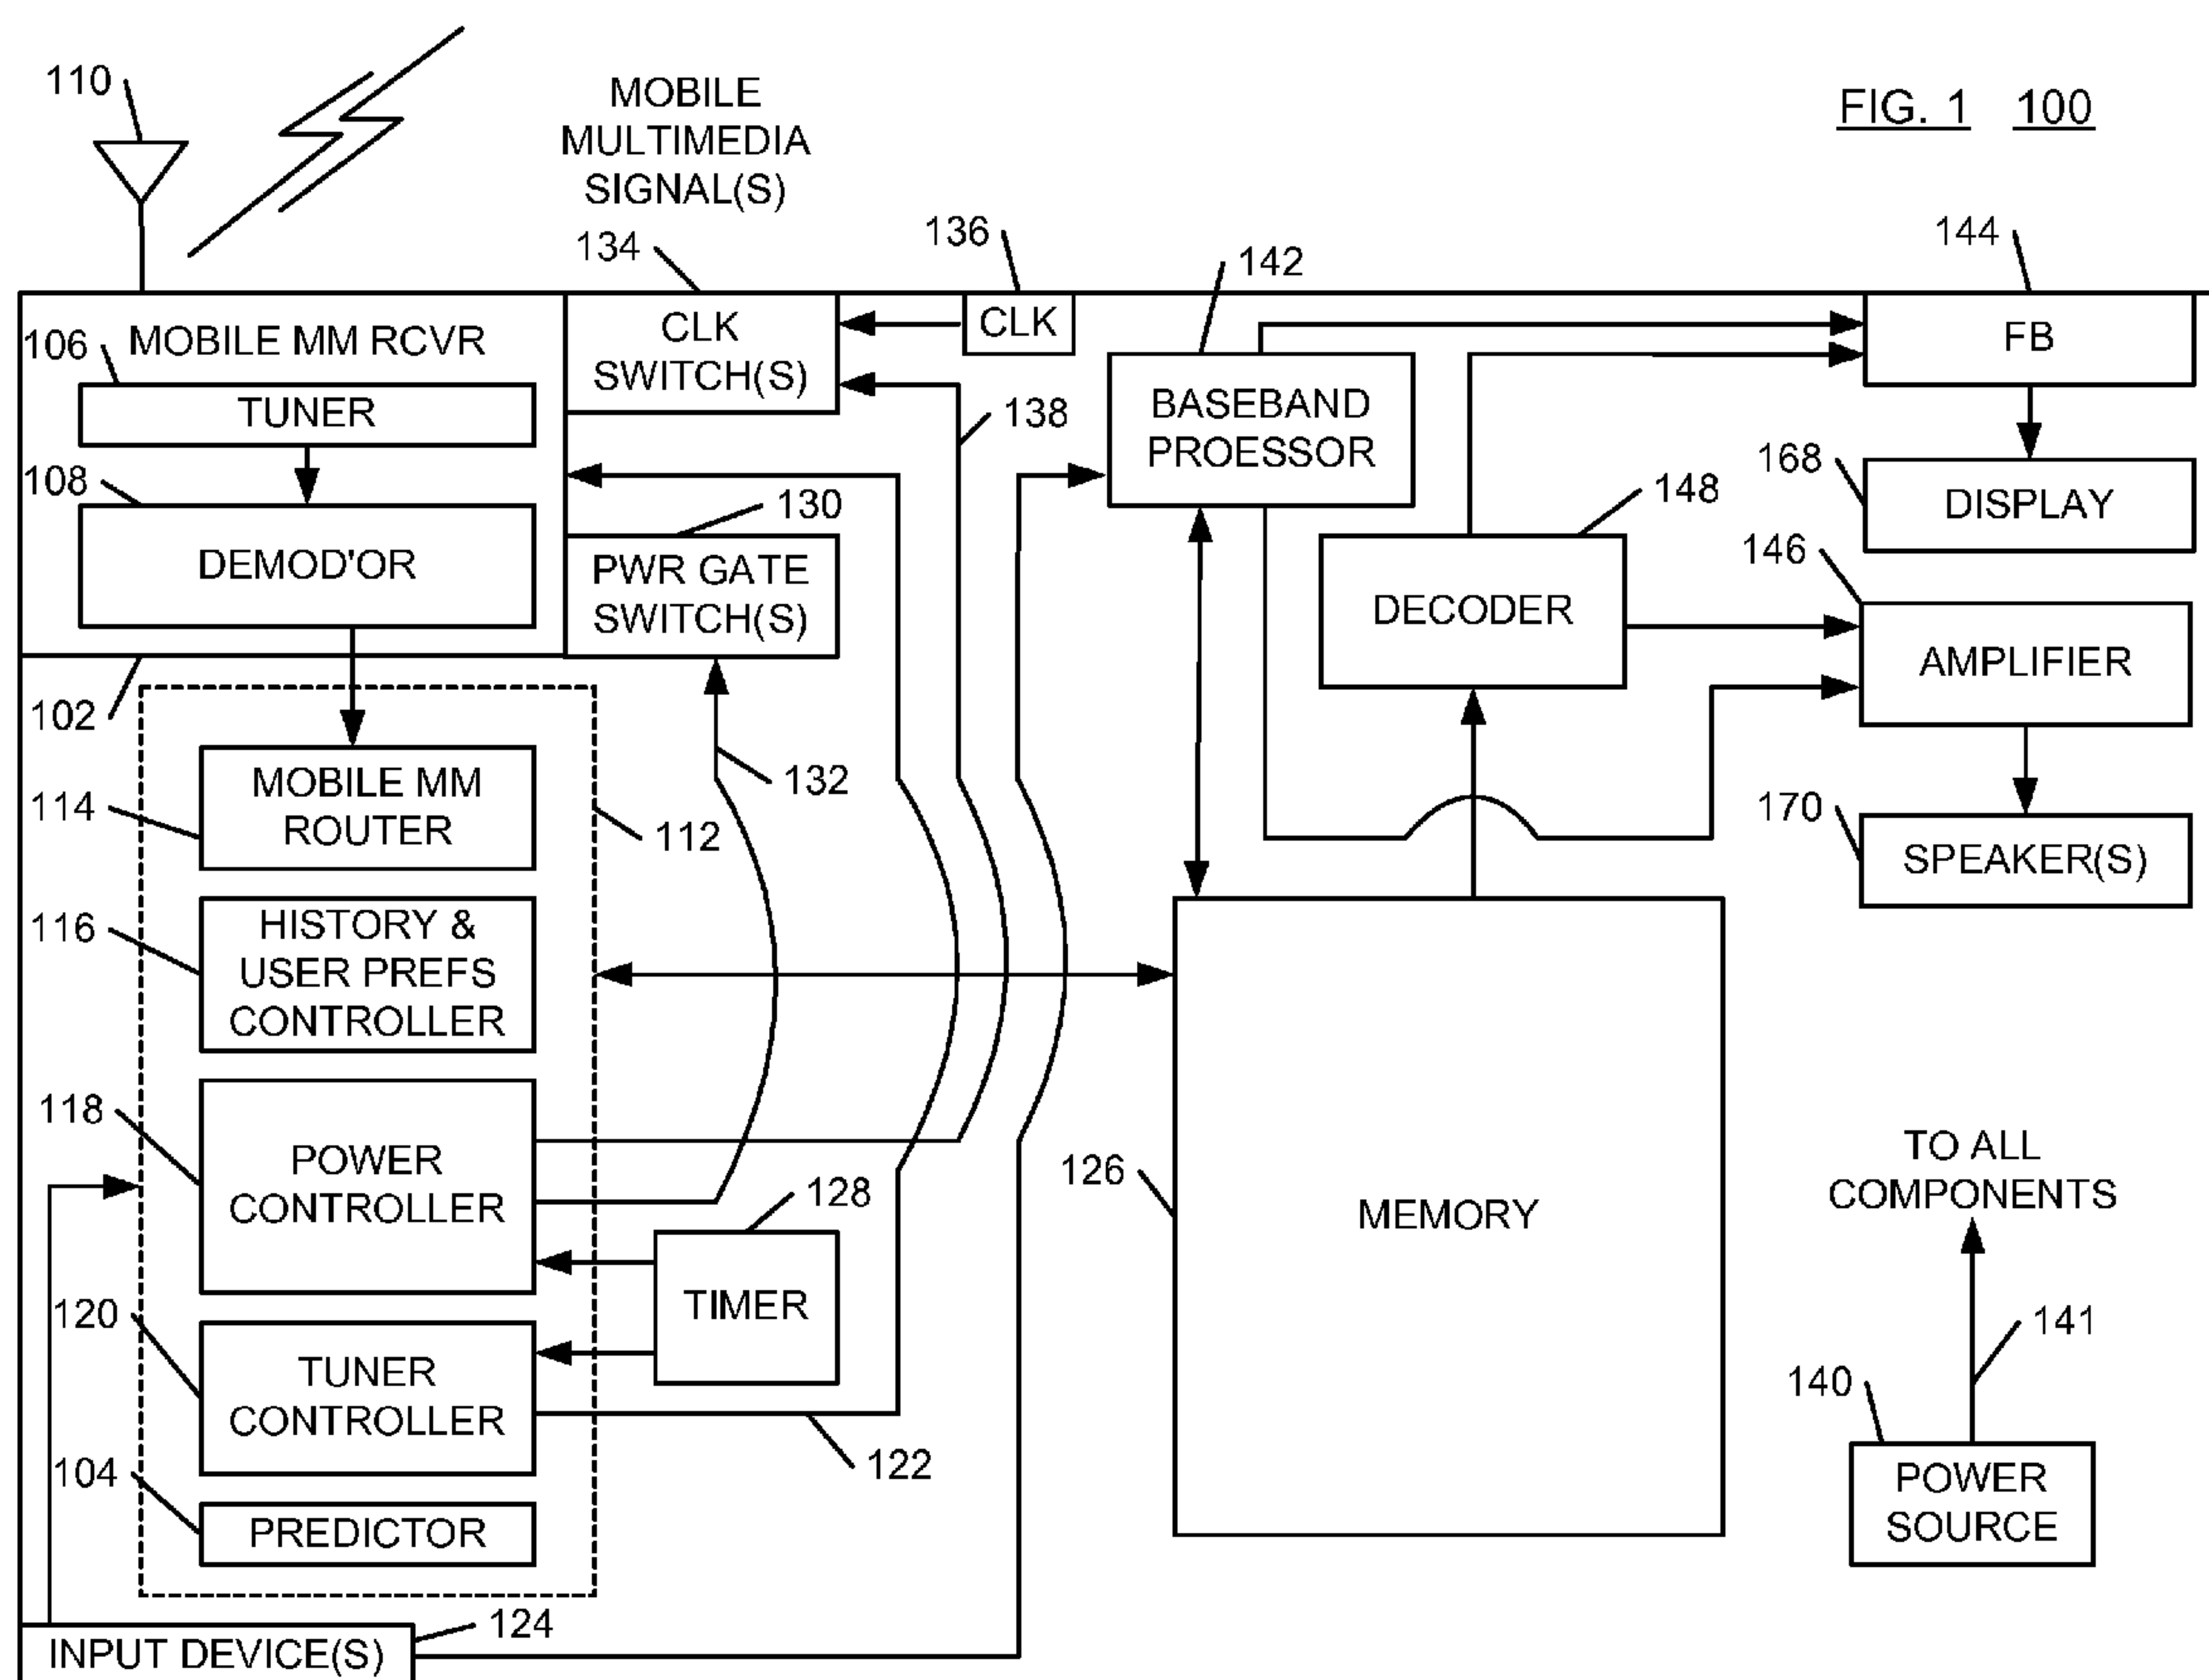 FIG. 1 100
110
MOBILE
MULTIMEDIA
SIGNAL(S)
134
136
142
144
MOBILE MM RCVR
106
TUNER
108
DEMOD'OR
102
CLK
SWITCH(S)
CLK
138
130
PWR GATE
SWITCH(S)
132
BASEBAND
PROESSOR
148
DECODER
FB
168
DISPLAY
146
AMPLIFIER
170
SPEAKER(S)
112
114
MOBILE MM
ROUTER
116
HISTORY &
USER PREFS
CONTROLLER
118
POWER
CONTROLLER
128
TIMER
120
TUNER
CONTROLLER
122
104
PREDICTOR
124
INPUT DEVICE(S)
126
MEMORY
TO ALL
COMPONENTS
141
140
POWER
SOURCE